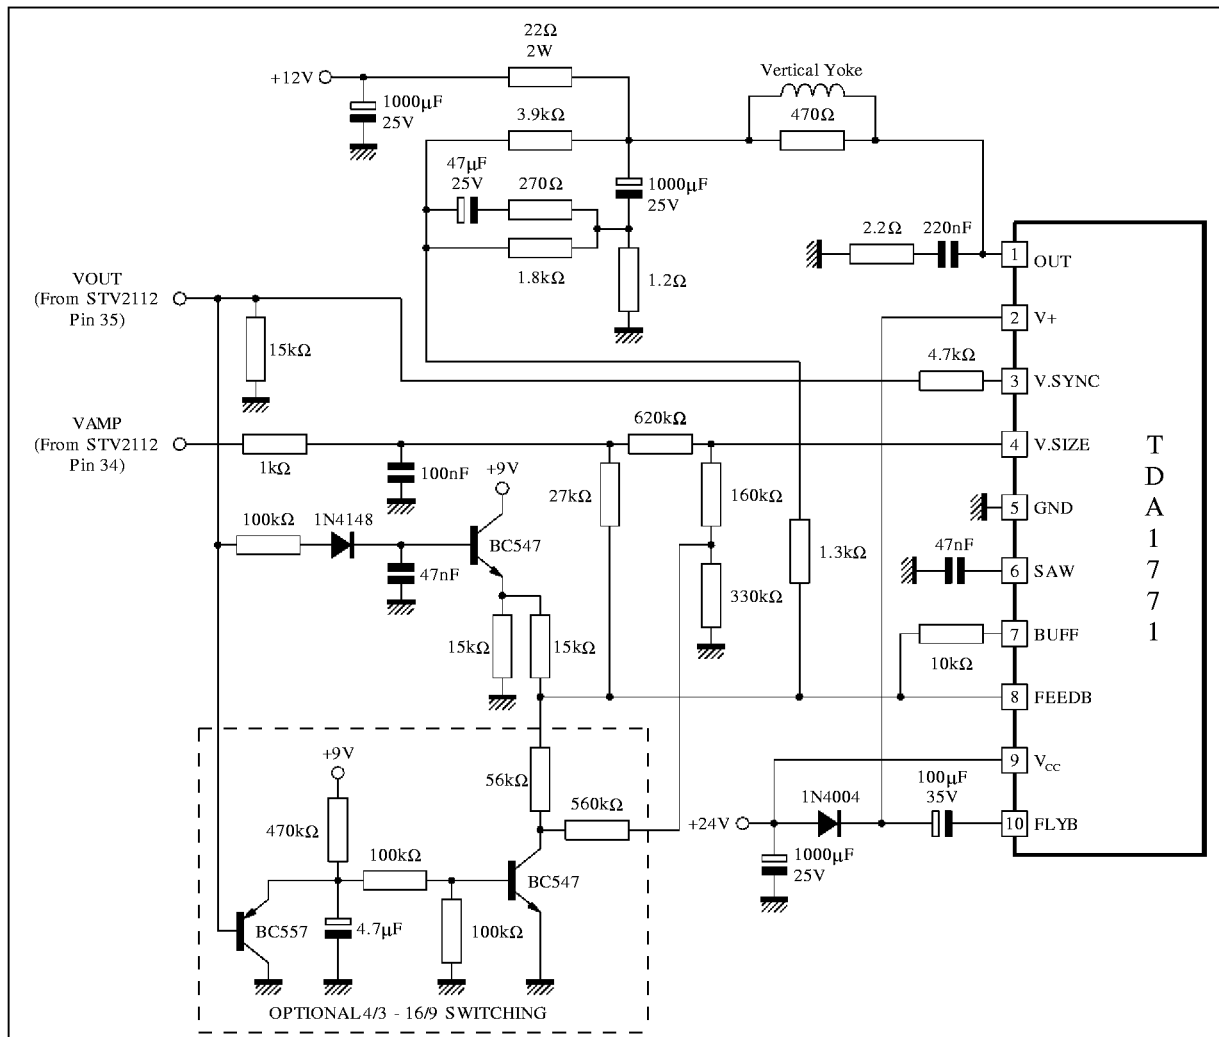 22Ω
2W
+12V
1000µF
25V
Vertical Yoke
470Ω
3.9kΩ
47µF
25V
270Ω
1000µF
25V
1.8kΩ
1.2Ω
2.2Ω
220nF
1
OUT
VOUT
(From STV2112
Pin 35)
15kΩ
2
V+
4.7kΩ
3
V.SYNC
VAMP
(From STV2112
Pin 34)
1kΩ
620kΩ
4
V.SIZE
100nF
+9V
27kΩ
160kΩ
5
GND
100kΩ
1N4148
BC547
47nF
1.3kΩ
47nF
6
SAW
330kΩ
15kΩ
15kΩ
7
BUFF
10kΩ
8
FEEDB
TDA1771
+9V
56kΩ
560kΩ
9
VCC
470kΩ
100kΩ
BC547
+24V
1N4004
100µF
35V
10
FLYB
1000µF
25V
BC557
4.7µF
100kΩ
OPTIONAL 4/3 - 16/9 SWITCHING